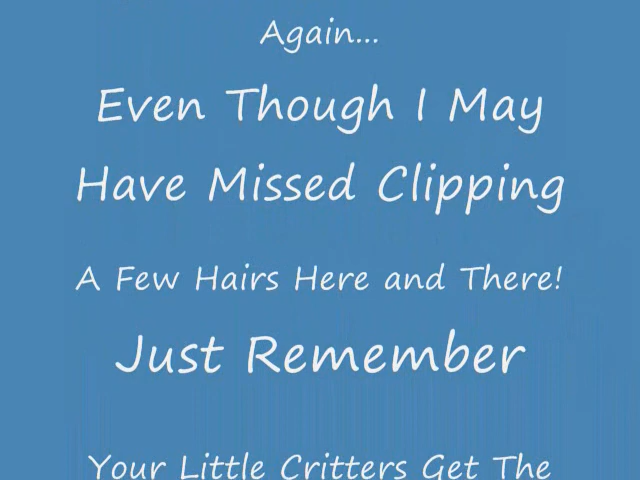 Again...
Even Though I May
Have Missed Clipping
A Few Hairs Here and There!
Just Remember
Your Little Critters Get The